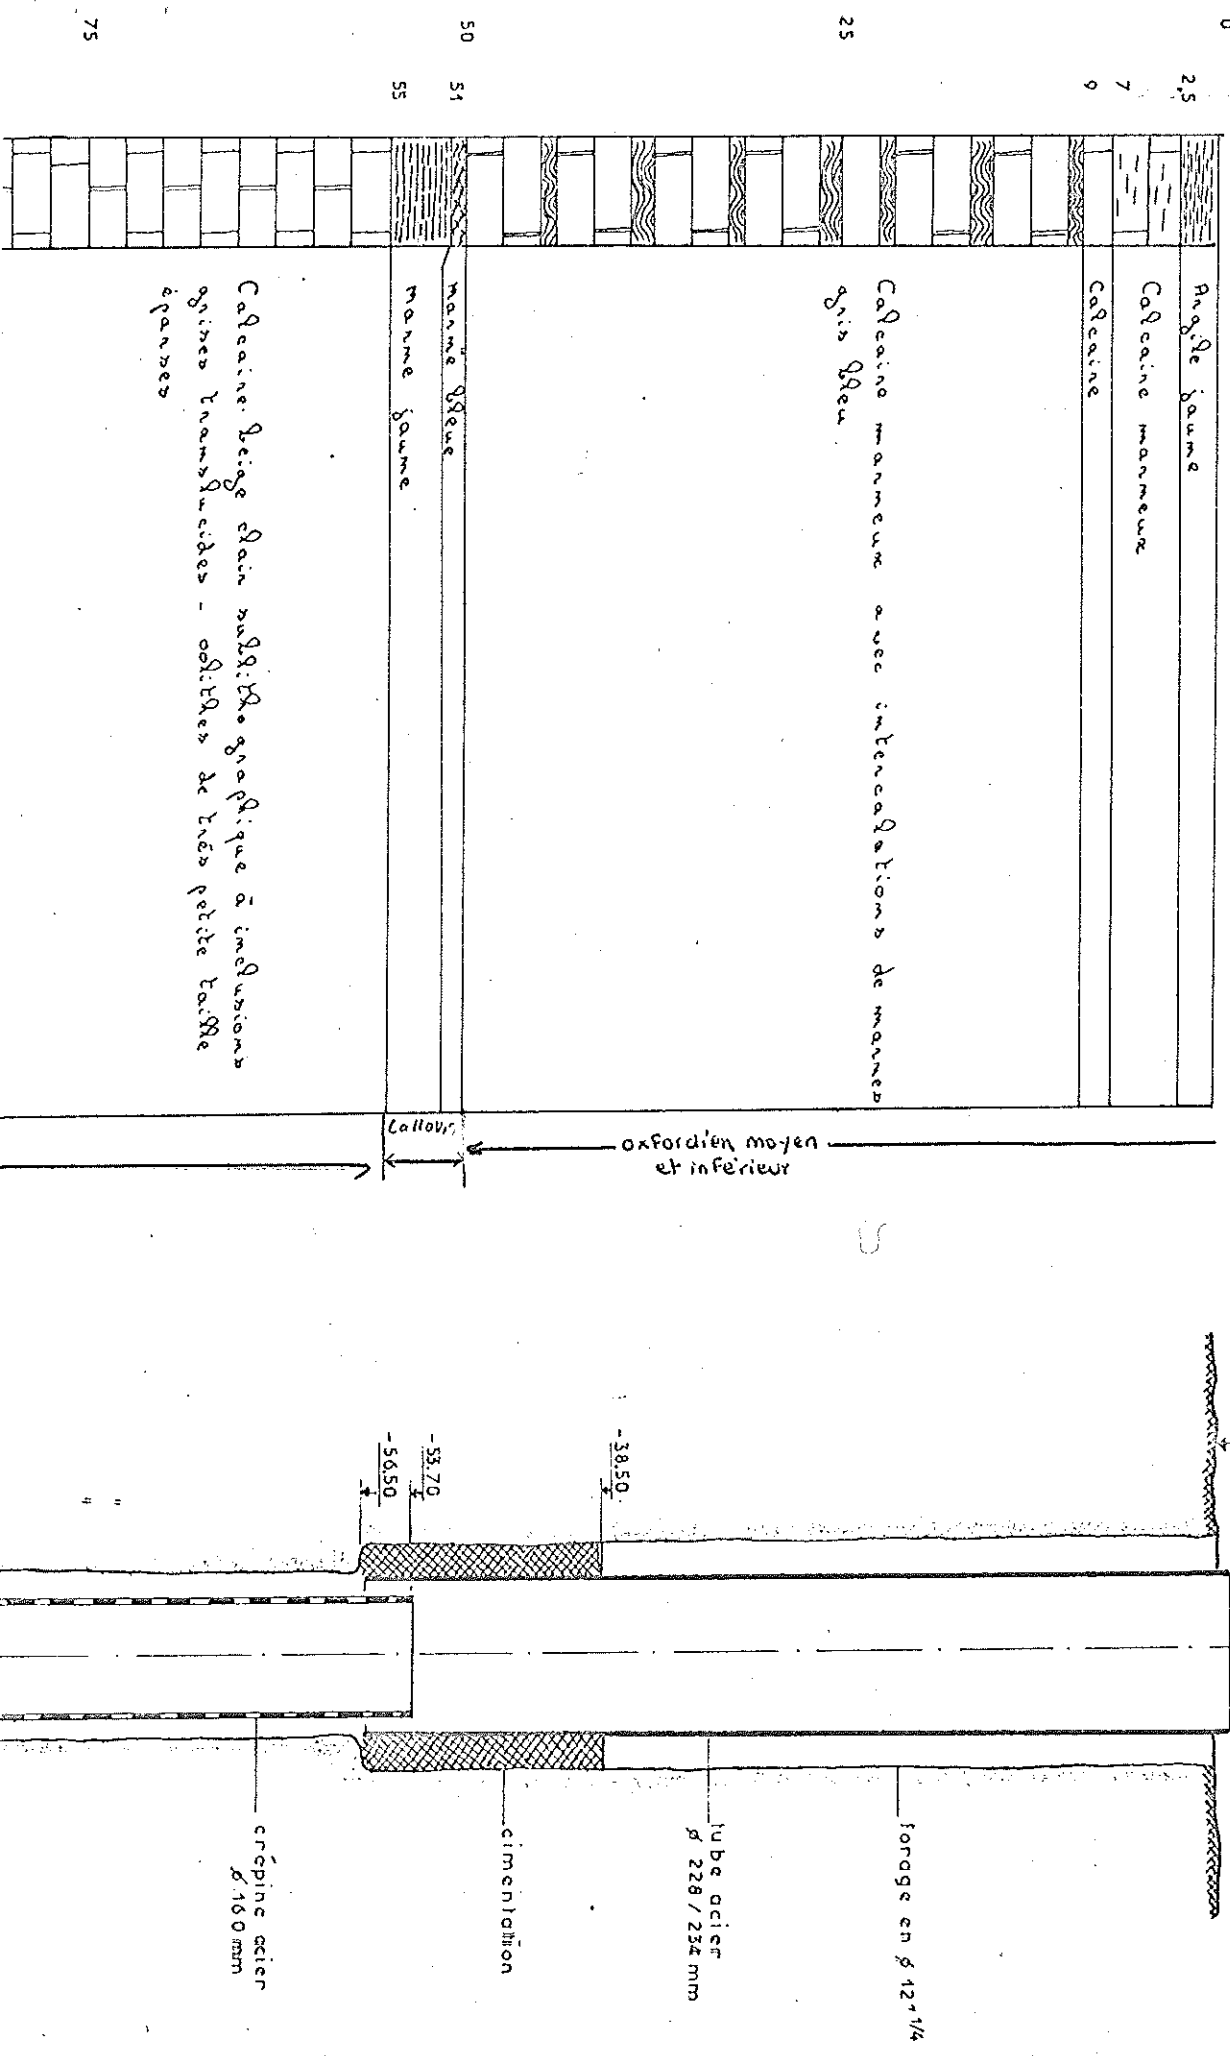 0
2,5
7
9
25
50
51
55
75
Argile jaune
Calcaire marneux
Calcaire
Calcaire marneux avec intercalations de marnes
gris bleu
marne bleue
marne jaune
Calcaire beige clair sublithographique à inclusions
grises translucides - oolithes de très petite taille
éparses
oxfordien moyen
et inférieur
Callov.
-38.50
-53.70
-56.50
" "
forage en ø 12" 1/4
tube acier
ø 228 / 234 mm
cimentation
crépine acier
ø 160 mm